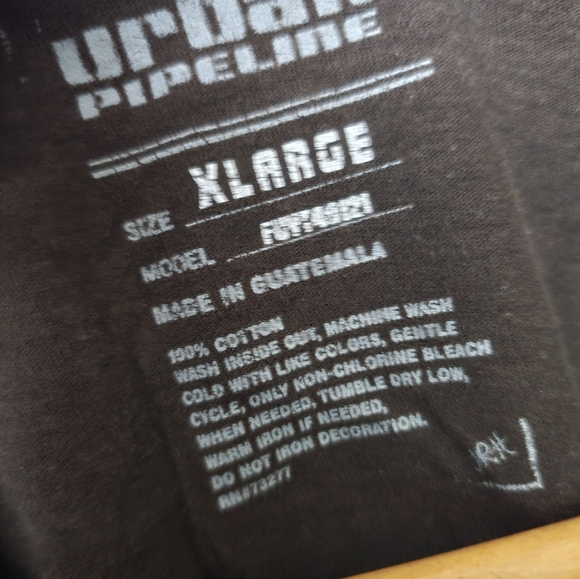 urban
PIPELINE
SIZE XLARGE
MODEL
MADE IN GUATEMALA
100% COTTON
WASH INSIDE OUT, MACHINE WASH
COLD WITH LIKE COLORS, GENTLE
CYCLE, ONLY NON-CHLORINE BLEACH
WHEN NEEDED, TUMBLE DRY LOW,
WARM IRON IF NEEDED,
DO NOT IRON DECORATION.
RN#73277